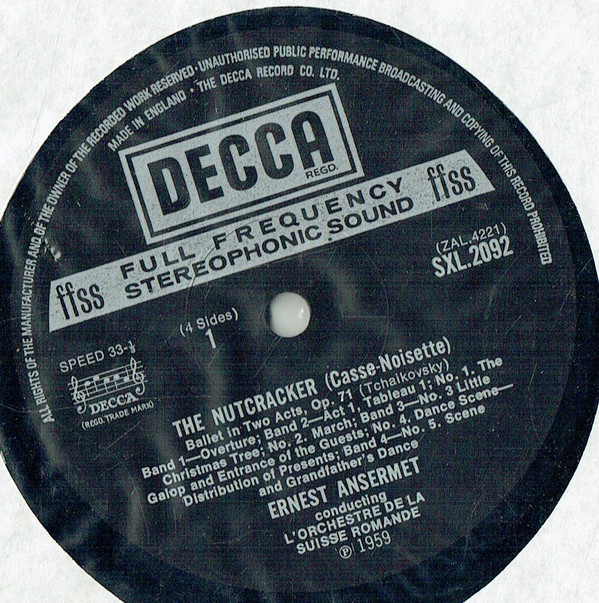 ALL RIGHTS OF THE MANUFACTURER AND OF THE OWNER OF THE RECORDED WORK RESERVED · UNAUTHORISED PUBLIC PERFORMANCE BROADCASTING AND COPYING OF THIS RECORD PROHIBITED
MADE IN ENGLAND · THE DECCA RECORD CO. LTD.
DECCA
REGD.
ffss FULL FREQUENCY ffss
STEREOPHONIC SOUND
(ZAL.4221)
SXL.2092
(4 Sides)
1
SPEED 33-⅓
DECCA
(REGD. TRADE MARK)
THE NUTCRACKER (Casse-Noisette)
Ballet in Two Acts, Op. 71 (Tchaikovsky)
Band 1—Overture; Band 2—Act 1, Tableau 1; No. 1. The
Christmas Tree; No. 2. March; Band 3—No. 3 Little
Galop and Entrance of the Guests; No. 4. Dance Scene—
Distribution of Presents; Band 4—No. 5. Scene
and Grandfather's Dance
ERNEST ANSERMET
conducting
L'ORCHESTRE DE LA
SUISSE ROMANDE
℗ 1959